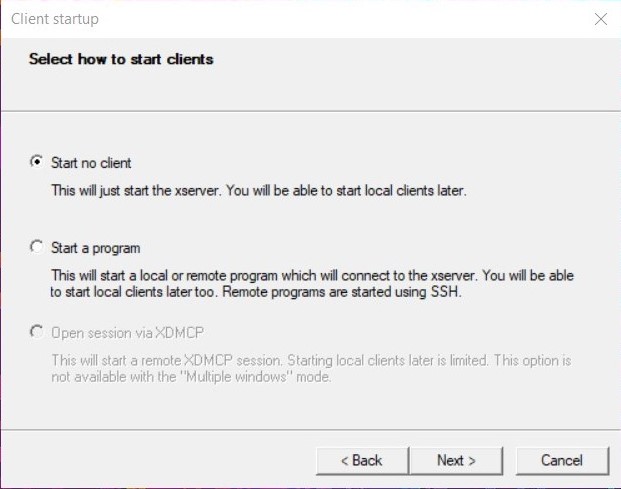 Client startup
Select how to start clients
Start no client
This will just start the xserver. You will be able to start local clients later.
Start a program
This will start a local or remote program which will connect to the xserver. You will be able
to start local clients later too. Remote programs are started using SSH.
Open session via XDMCP
This will start a remote XDMCP session. Starting local clients later is limited. This option is
not available with the "Multiple windows" mode.
< Back Next > Cancel